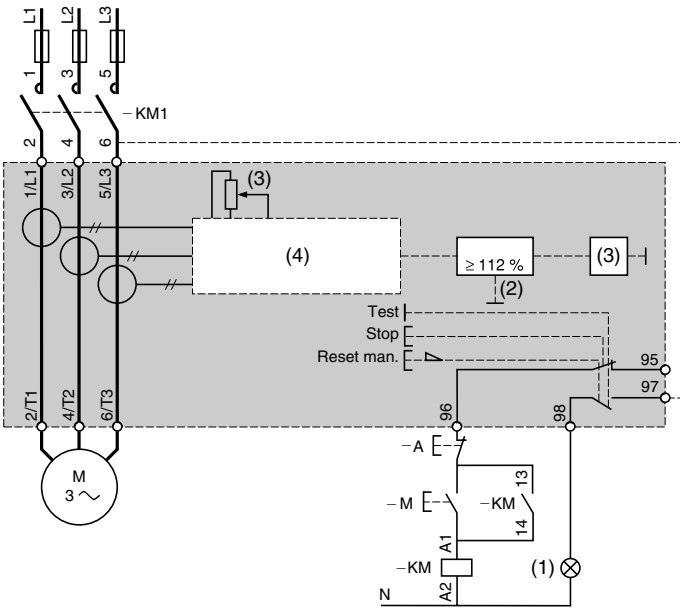 L1
L2
L3
1
3
5
– KM1
2
4
6
1/L1
3/L2
5/L3
(3)
(4)
≥ 112 %
(3)
(2)
Test
Stop
Reset man.
95
97
2/T1
4/T2
6/T3
96
98
– A
M
3
13
– M
– KM
14
A1
– KM
(1)
A2
N